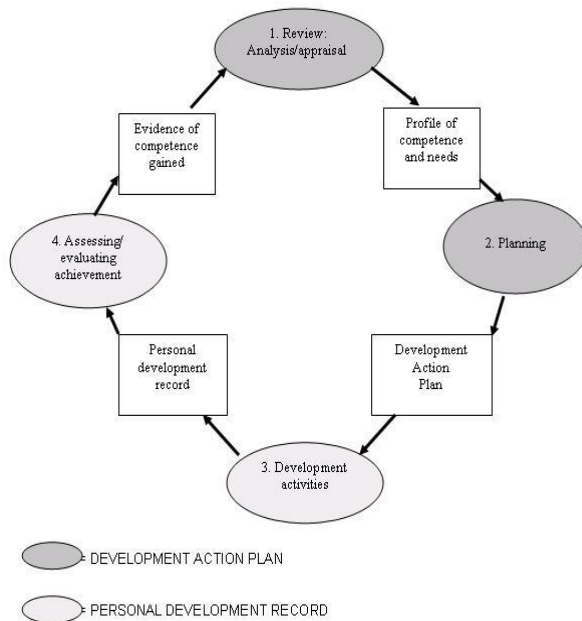 1. Review:
Analysis/appraisal
Profile of
competence
and needs
2. Planning
Development
Action
Plan
3. Development
activities
Personal
development
record
4. Assessing/
evaluating
achievement
Evidence of
competence
gained
= DEVELOPMENT ACTION PLAN
= PERSONAL DEVELOPMENT RECORD